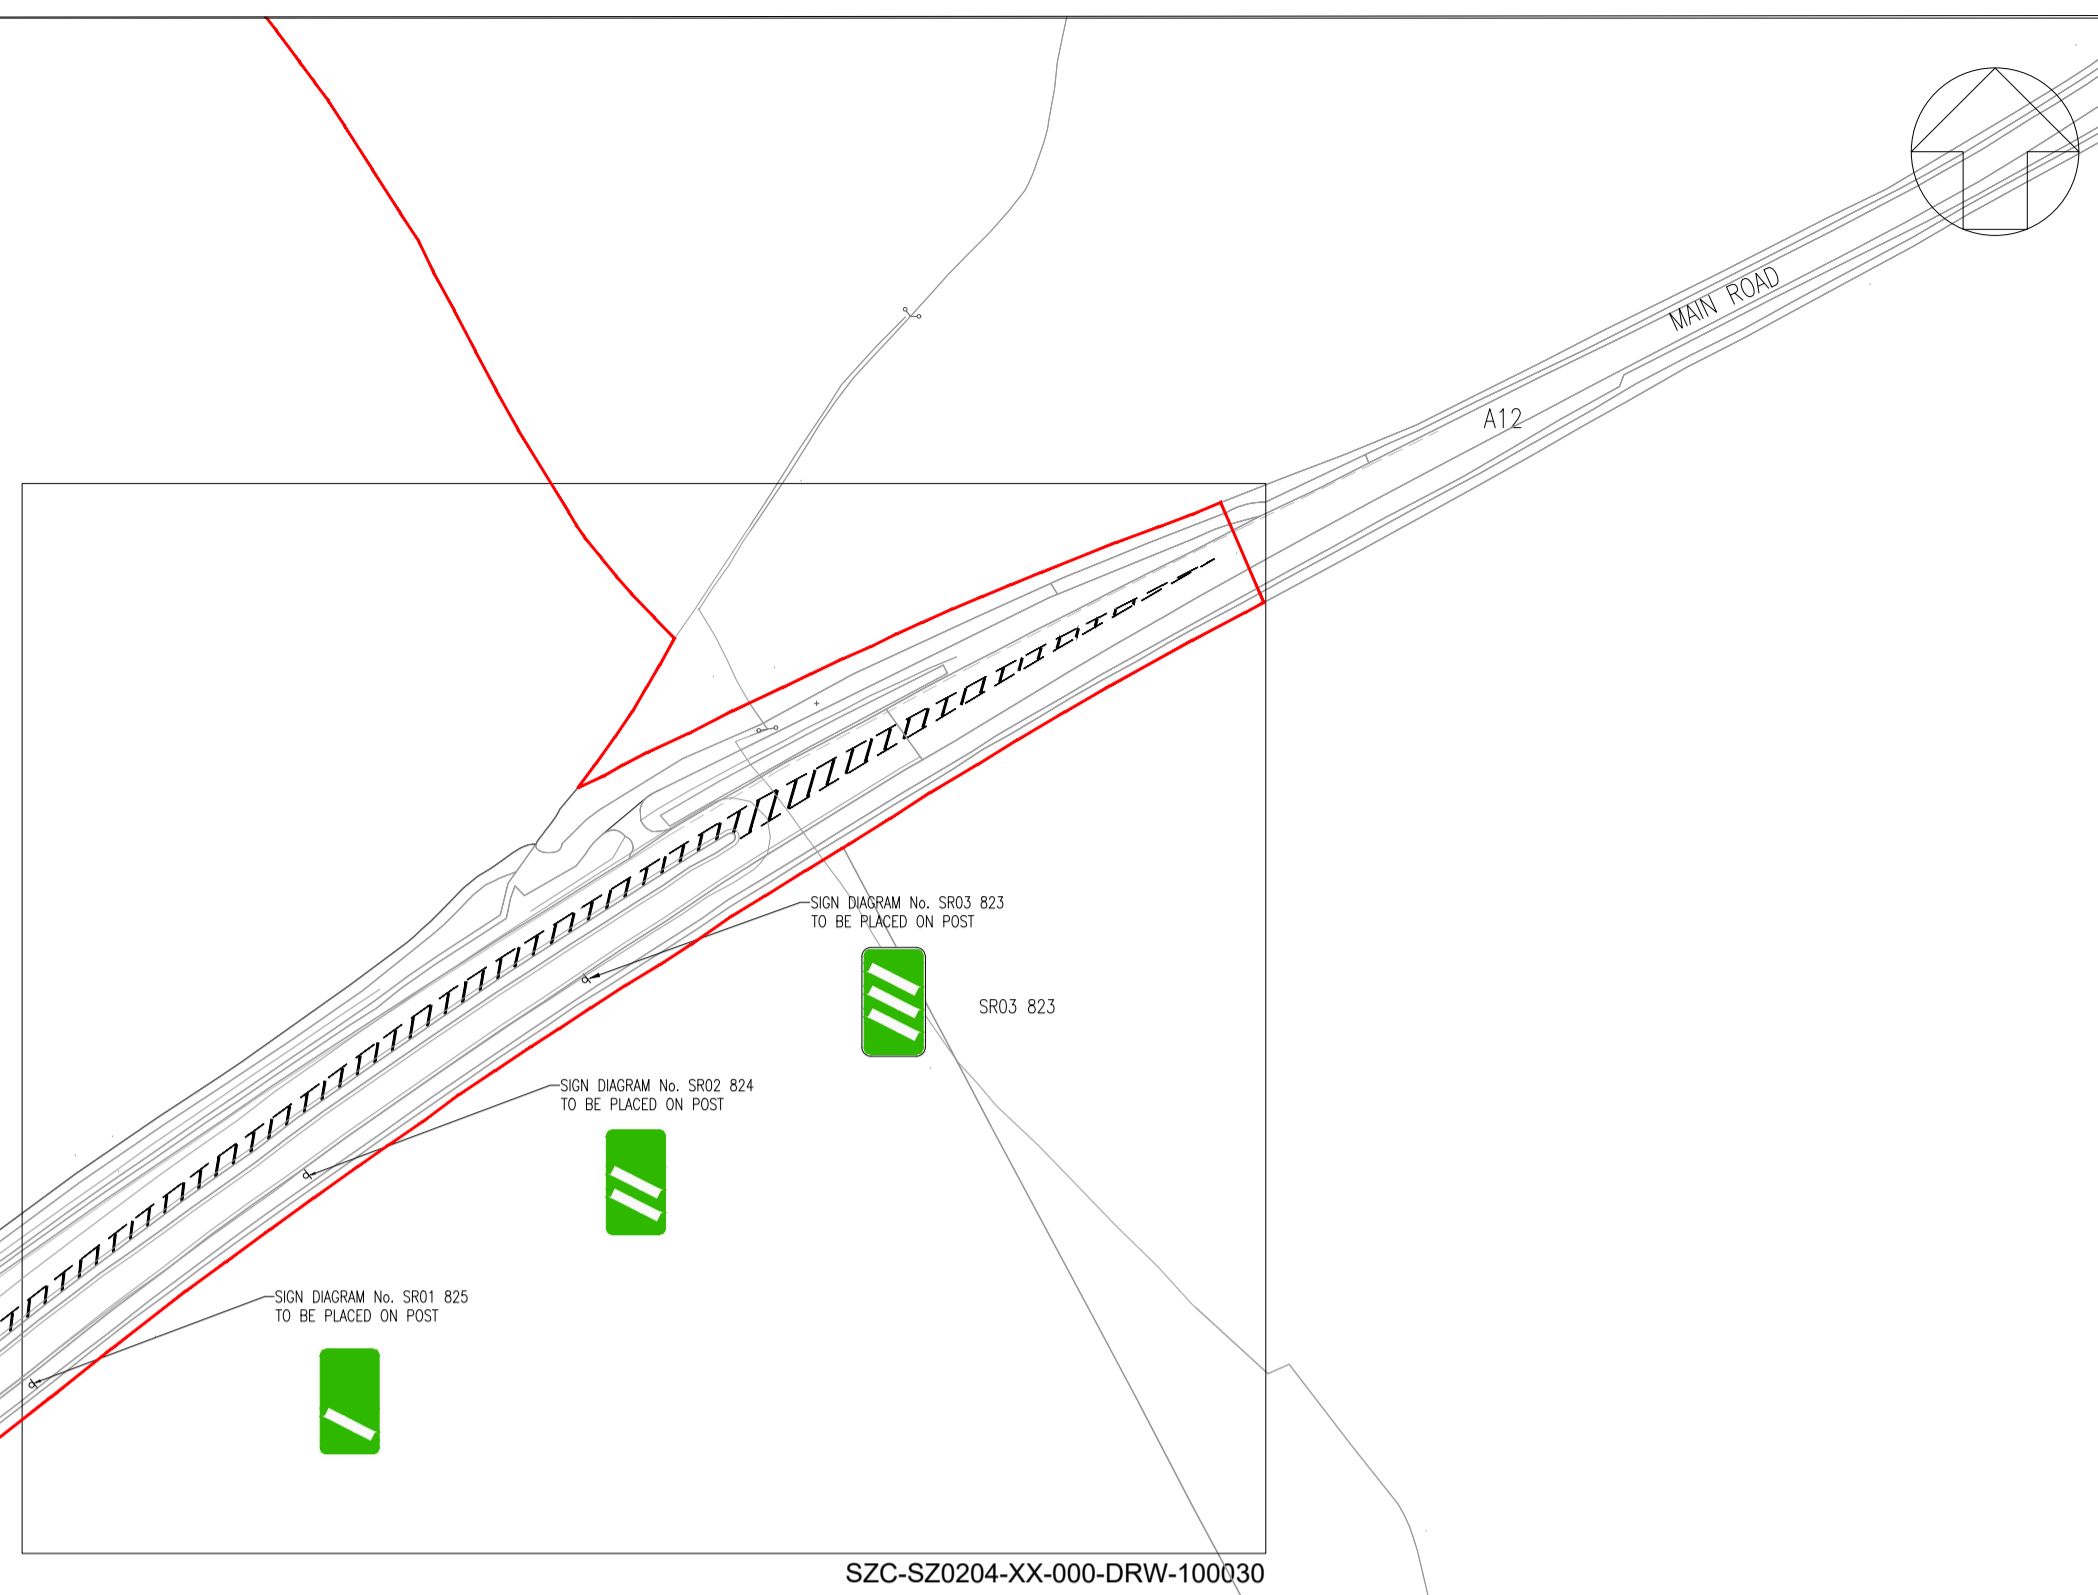 MAIN ROAD
A12
SIGN DIAGRAM No. SR03 823
TO BE PLACED ON POST
SR03 823
SIGN DIAGRAM No. SR02 824
TO BE PLACED ON POST
SIGN DIAGRAM No. SR01 825
TO BE PLACED ON POST
SZC-SZ0204-XX-000-DRW-100030